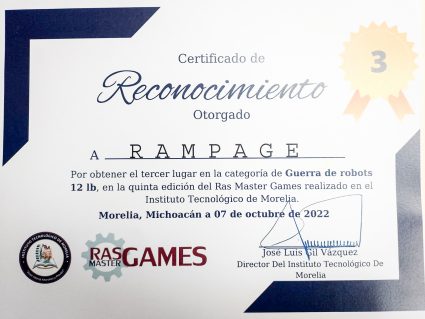 Certificado de
Reconocimiento
Otorgado
3
A RAMPAGE
Por obtener el tercer lugar en la categoría de Guerra de robots
12 lb, en la quinta edición del Ras Master Games realizado en el
Instituto Tecnológico de Morelia.
Morelia, Michoacán a 07 de octubre de 2022
RAS
MASTER
GAMES
José Luis Gil Vázquez
Director Del Instituto Tecnológico De
Morelia